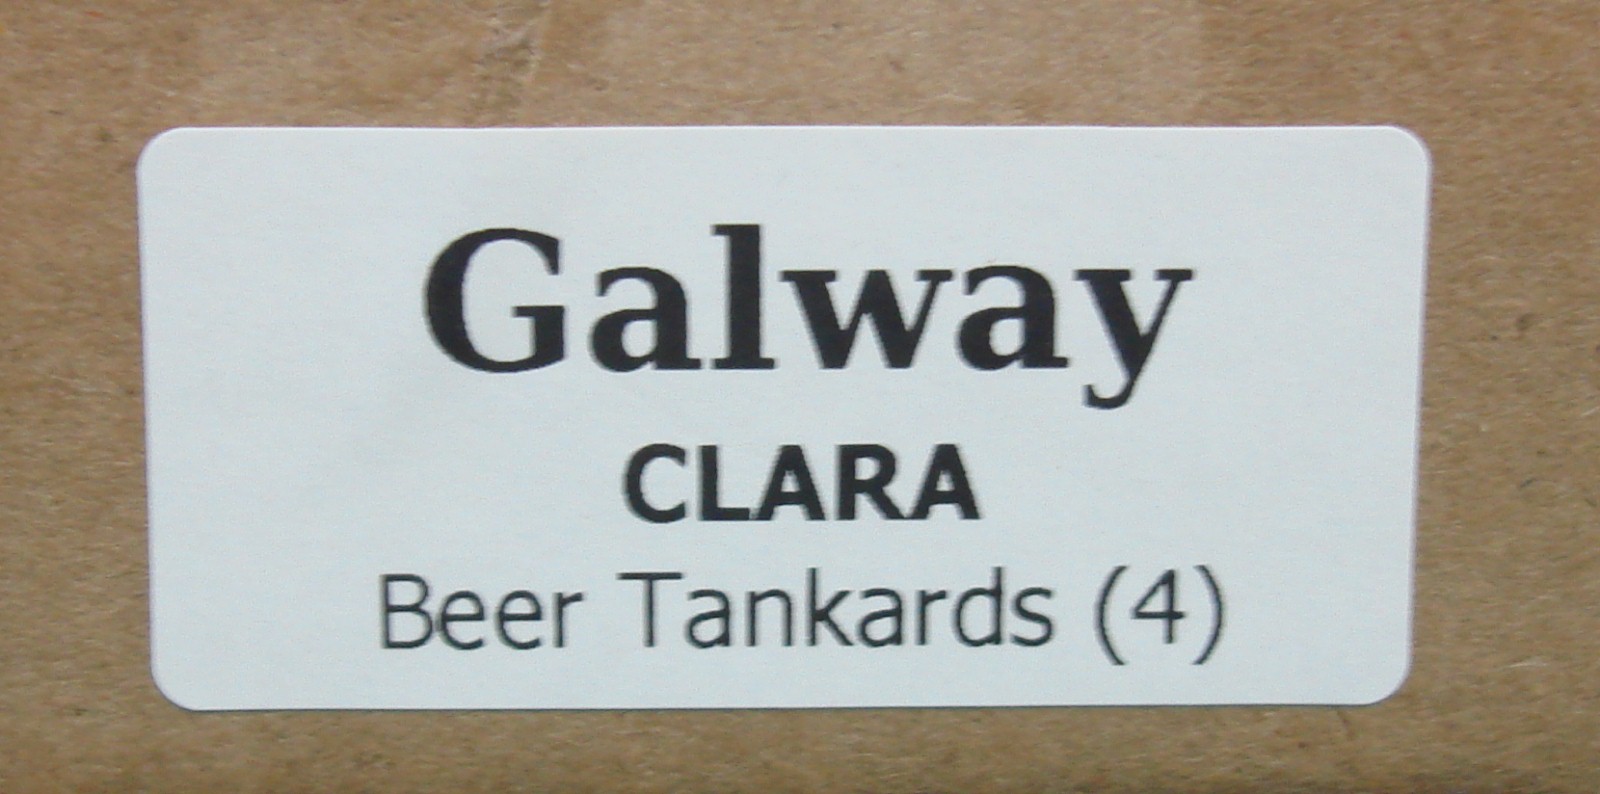 Galway
CLARA
Beer Tankards (4)